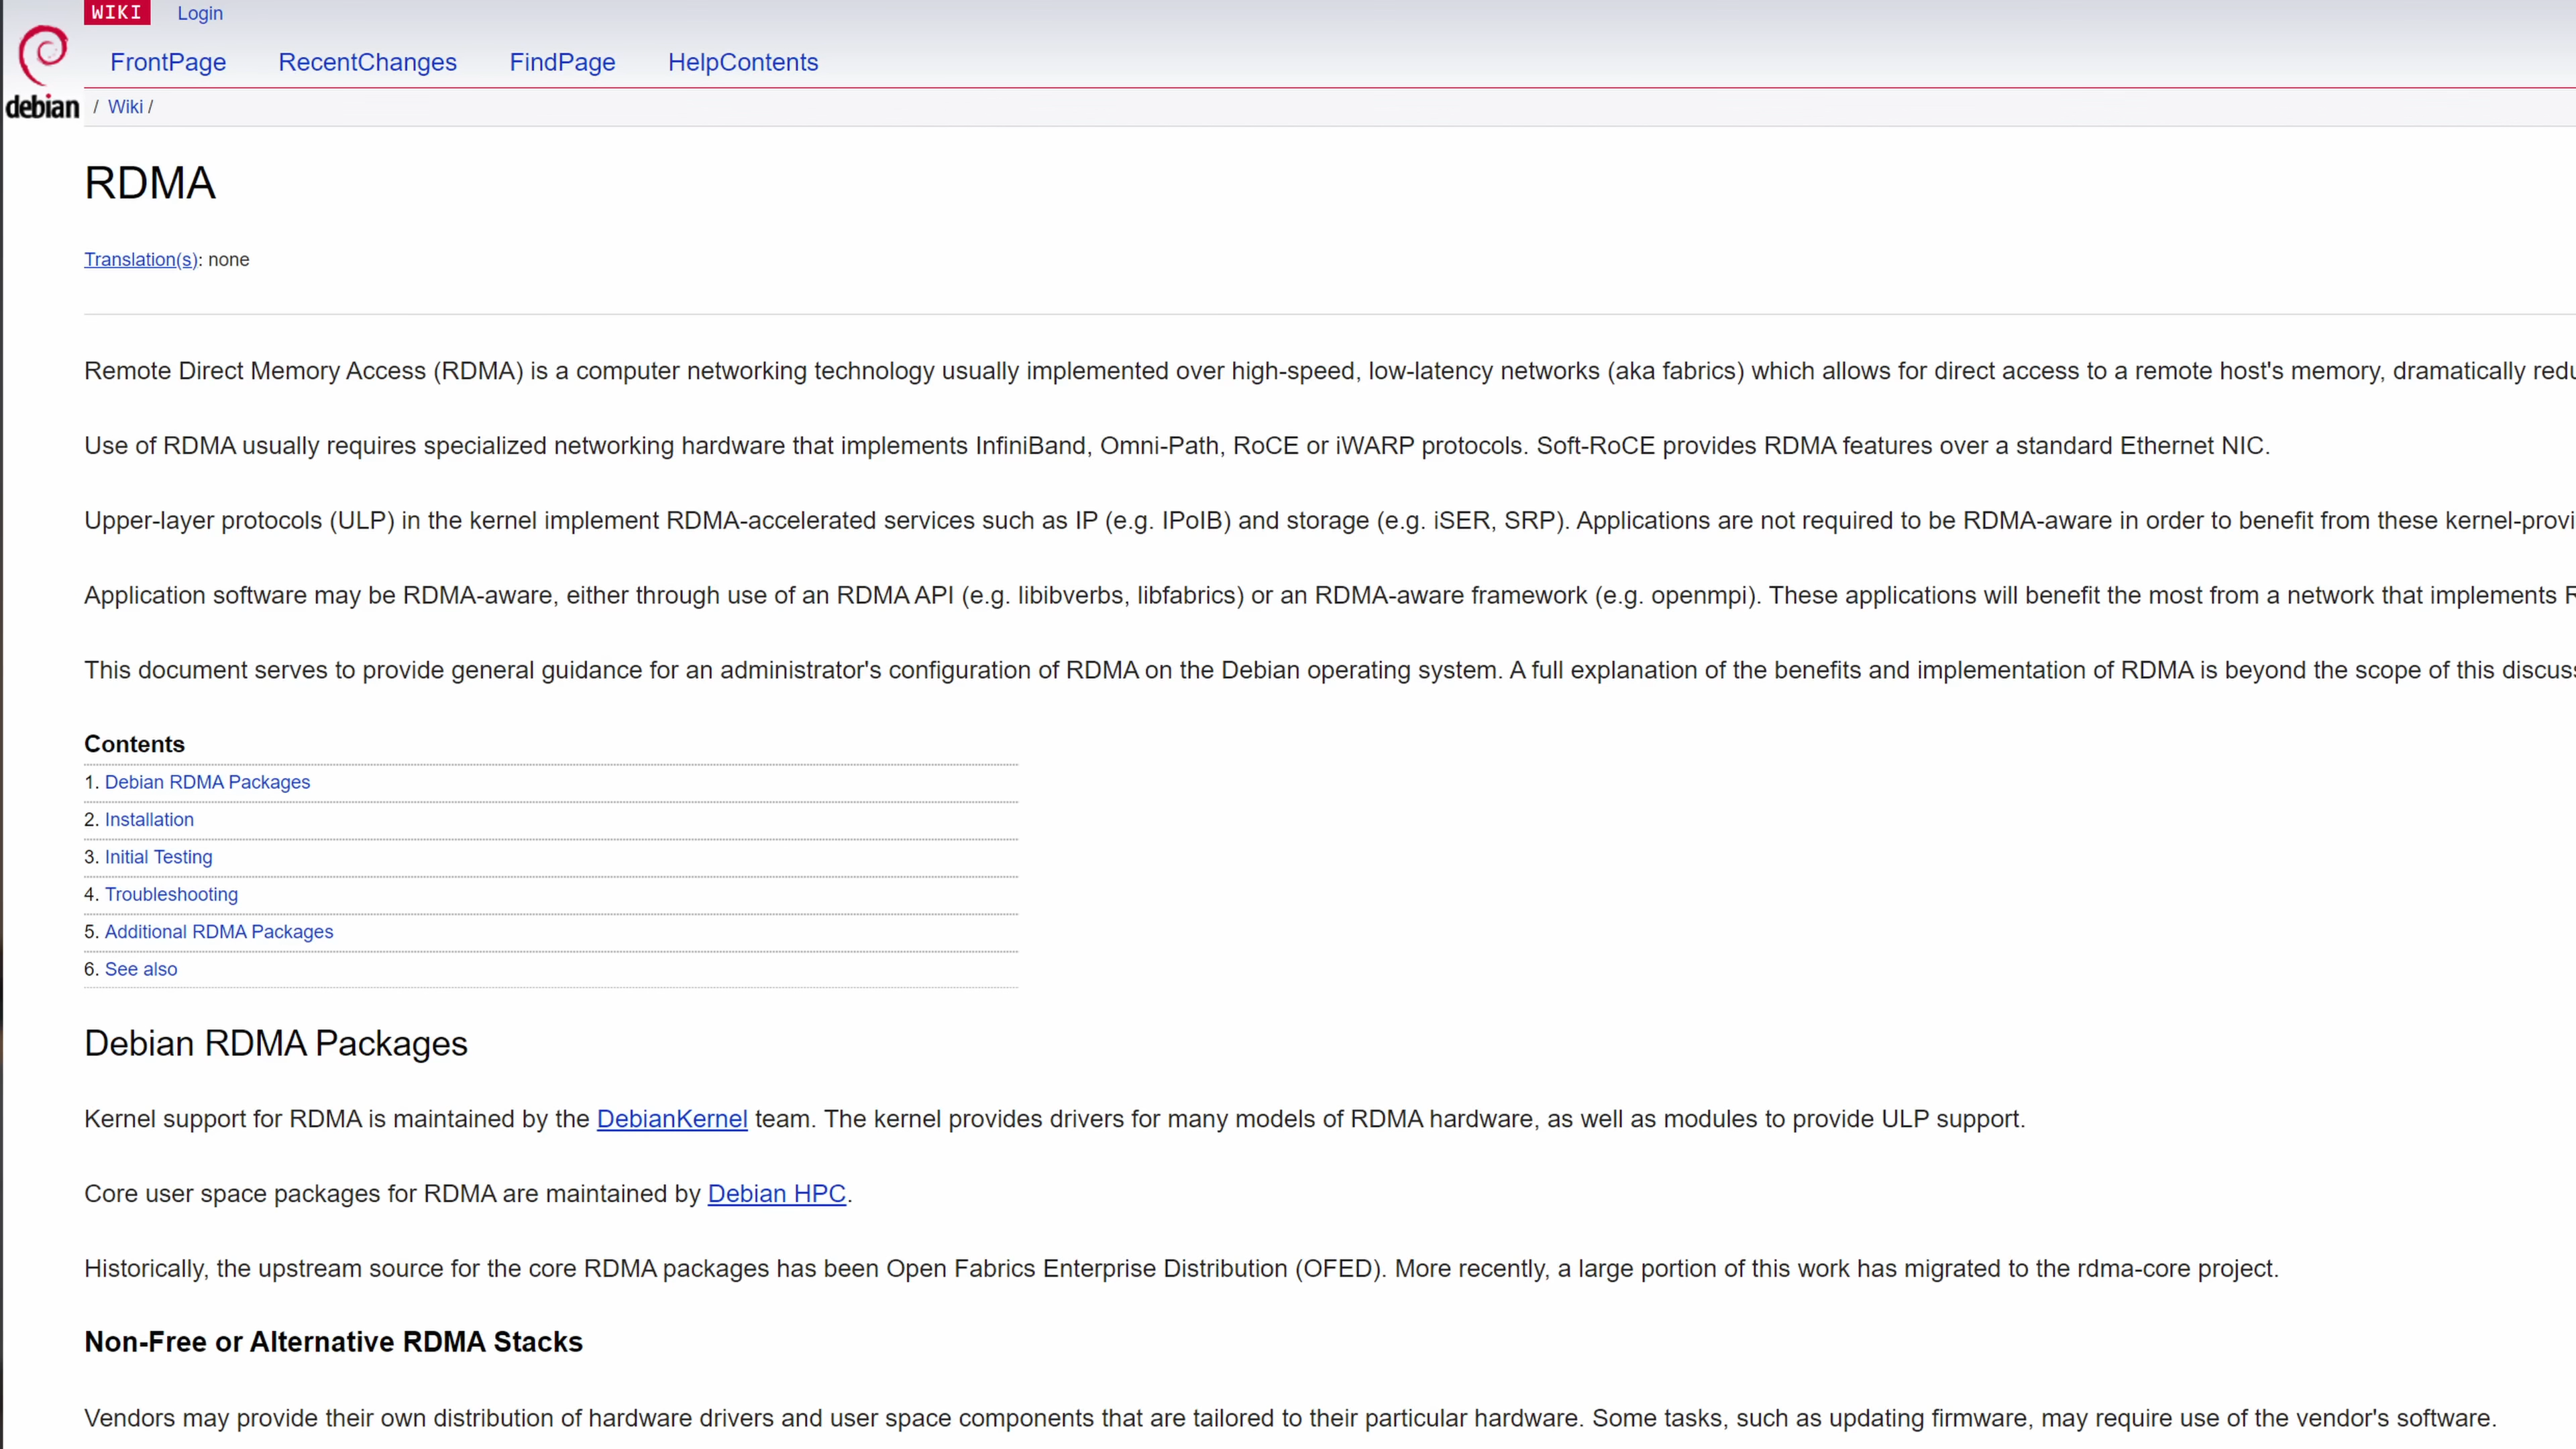 WIKI Login
FrontPage RecentChanges FindPage HelpContents
debian / Wiki /
RDMA
Translation(s): none
Remote Direct Memory Access (RDMA) is a computer networking technology usually implemented over high-speed, low-latency networks (aka fabrics) which allows for direct access to a remote host's memory, dramatically
Use of RDMA usually requires specialized networking hardware that implements InfiniBand, Omni-Path, RoCE or iWARP protocols. Soft-RoCE provides RDMA features over a standard Ethernet NIC.
Upper-layer protocols (ULP) in the kernel implement RDMA-accelerated services such as IP (e.g. IPoIB) and storage (e.g. iSER, SRP). Applications are not required to be RDMA-aware in order to benefit from these
Application software may be RDMA-aware, either through use of an RDMA API (e.g. libibverbs, libfabrics) or an RDMA-aware framework (e.g. openmpi). These applications will benefit the most from a network that implements
This document serves to provide general guidance for an administrator's configuration of RDMA on the Debian operating system. A full explanation of the benefits and implementation of RDMA is beyond the scope of this
Contents
1. Debian RDMA Packages
2. Installation
3. Initial Testing
4. Troubleshooting
5. Additional RDMA Packages
6. See also
Debian RDMA Packages
Kernel support for RDMA is maintained by the DebianKernel team. The kernel provides drivers for many models of RDMA hardware, as well as modules to provide ULP support.
Core user space packages for RDMA are maintained by Debian HPC.
Historically, the upstream source for the core RDMA packages has been Open Fabrics Enterprise Distribution (OFED). More recently, a large portion of this work has migrated to the rdma-core project.
Non-Free or Alternative RDMA Stacks
Vendors may provide their own distribution of hardware drivers and user space components that are tailored to their particular hardware. Some tasks, such as updating firmware, may require use of the vendor's software.